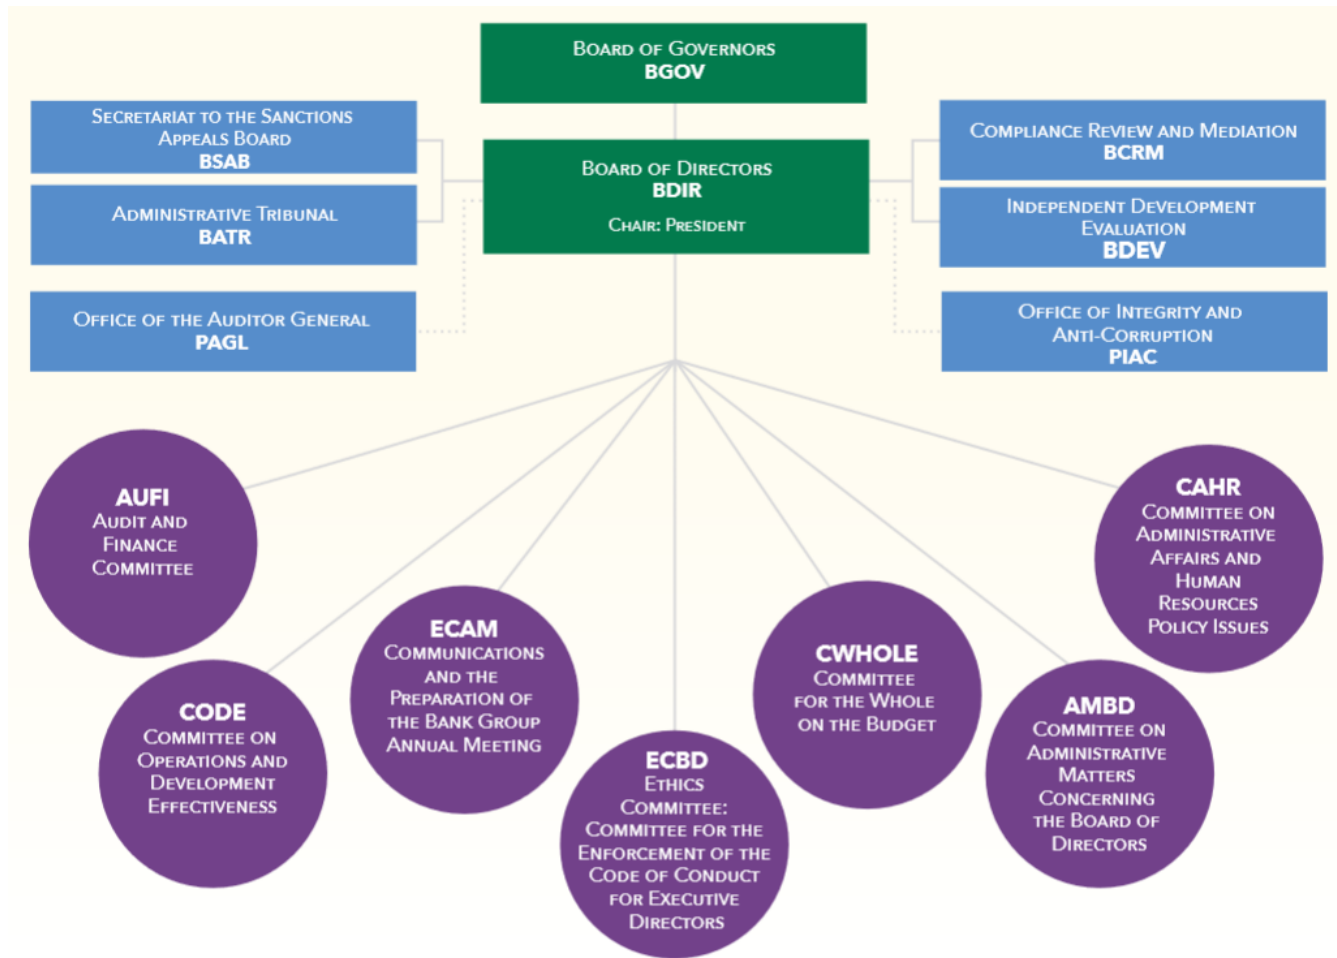 Board of Governors
BGOV
Secretariat to the Sanctions
Appeals Board
BSAB
Administrative Tribunal
BATR
Office of the Auditor General
PAGL
Board of Directors
BDIR
Chair: President
Compliance Review and Mediation
BCRM
Independent Development
Evaluation
BDEV
Office of Integrity and
Anti-Corruption
PIAC
AUFI
Audit and
Finance
Committee
CODE
Committee on
Operations and
Development
Effectiveness
ECAM
Communications
and the
Preparation of
the Bank Group
Annual Meeting
ECBD
Ethics
Committee:
Committee for the
Enforcement of the
Code of Conduct
for Executive
Directors
CWHOLE
Committee
for the Whole
on the Budget
AMBD
Committee on
Administrative
Matters
Concerning
the Board of
Directors
CAHR
Committee on
Administrative
Affairs and
Human
Resources
Policy Issues